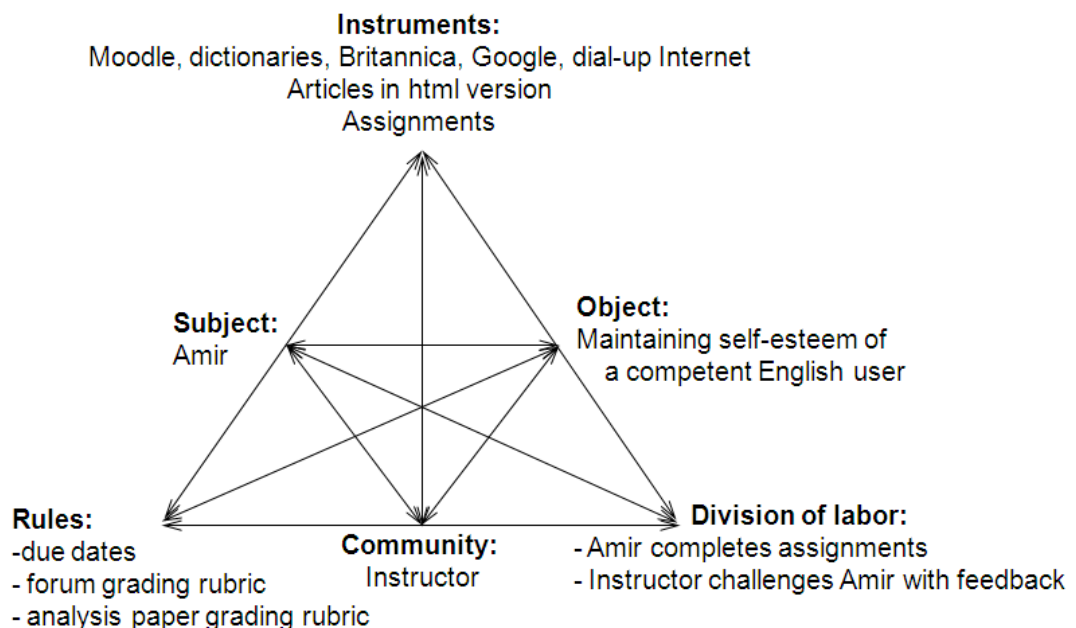 Instruments:
Moodle, dictionaries, Britannica, Google, dial-up Internet
Articles in html version
Assignments
Subject:
Amir
Object:
Maintaining self-esteem of
a competent English user
Rules:
-due dates
- forum grading rubric
- analysis paper grading rubric
Community:
Instructor
Division of labor:
- Amir completes assignments
- Instructor challenges Amir with feedback